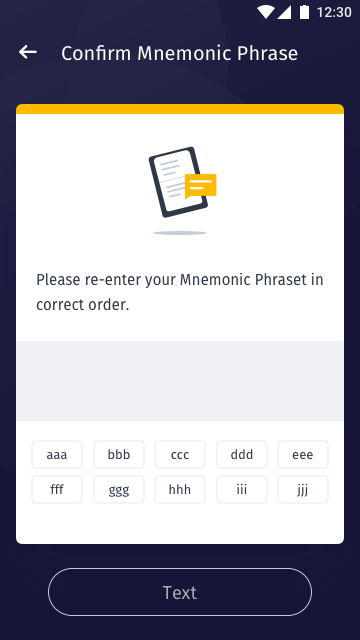 12:30
Confirm Mnemonic Phrase
Please re-enter your Mnemonic Phraset in
correct order.
aaa bbb ccc ddd eee
fff ggg hhh iii jjj
Text